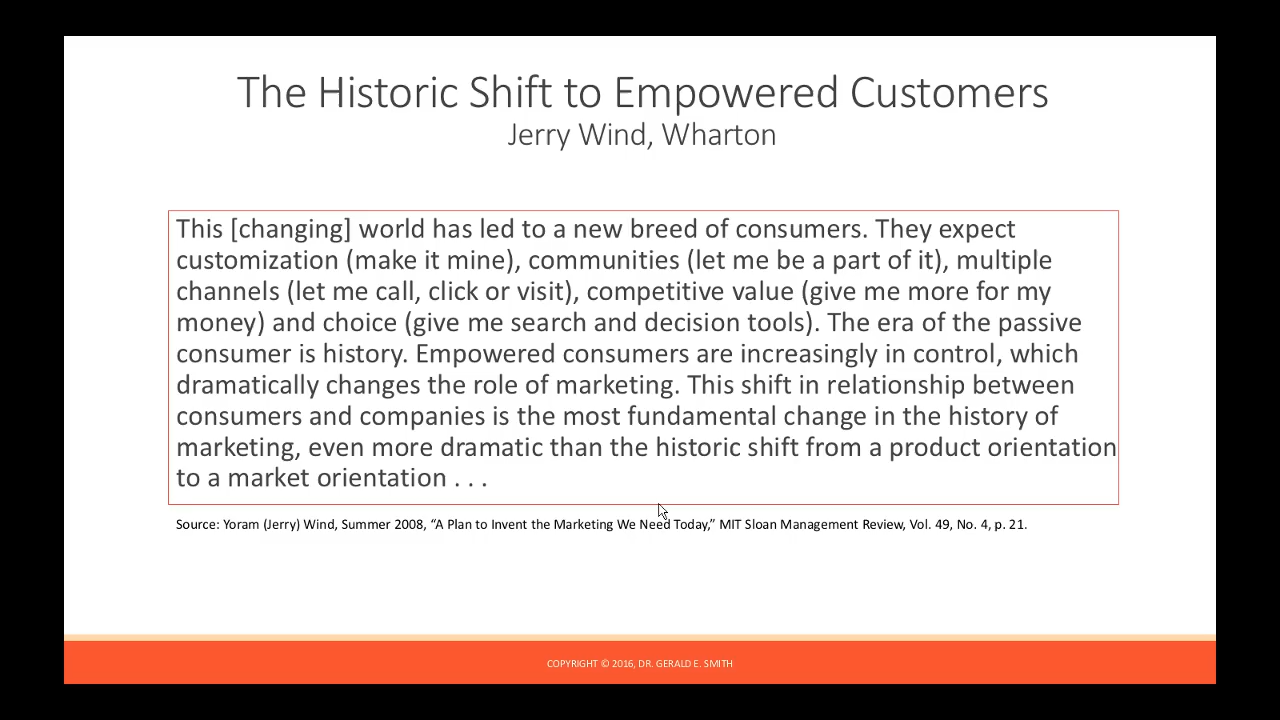 The Historic Shift to Empowered Customers
Jerry Wind, Wharton
This [changing] world has led to a new breed of consumers. They expect
customization (make it mine), communities (let me be a part of it), multiple
channels (let me call, click or visit), competitive value (give me more for my
money) and choice (give me search and decision tools). The era of the passive
consumer is history. Empowered consumers are increasingly in control, which
dramatically changes the role of marketing. This shift in relationship between
consumers and companies is the most fundamental change in the history of
marketing, even more dramatic than the historic shift from a product orientation
to a market orientation . . .
Source: Yoram (Jerry) Wind, Summer 2008, “A Plan to Invent the Marketing We Need Today,” MIT Sloan Management Review, Vol. 49, No. 4, p. 21.
COPYRIGHT © 2016, DR. GERALD E. SMITH